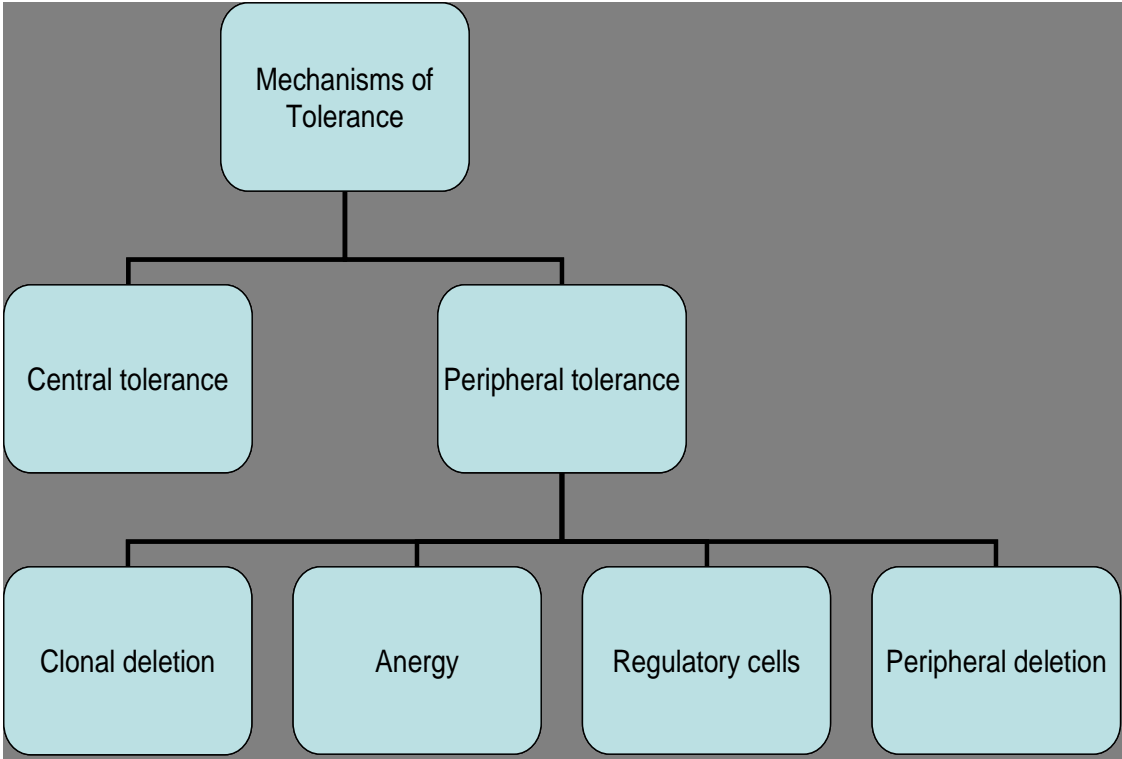 Mechanisms of
Tolerance
Central tolerance
Peripheral tolerance
Clonal deletion
Anergy
Regulatory cells
Peripheral deletion